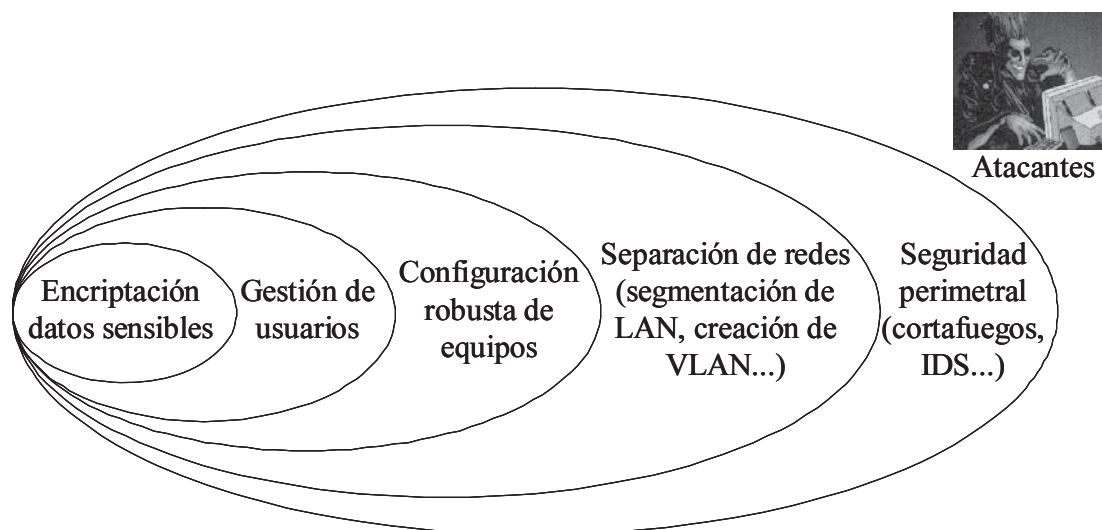 Atacantes
Encriptación
datos sensibles
Gestión de
usuarios
Configuración
robusta de
equipos
Separación de redes
(segmentación de
LAN, creación de
VLAN...)
Seguridad
perimetral
(cortafuegos,
IDS...)